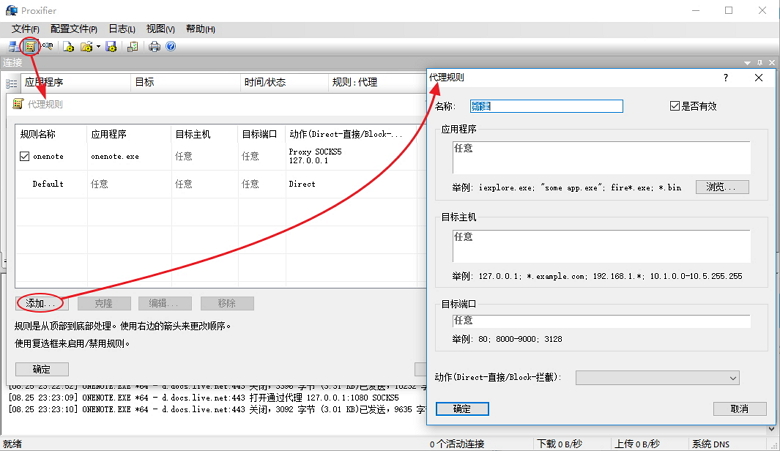 Proxifier
文件(F) 配置文件(P) 日志(L) 视图(V) 帮助(H)
连接
应用程序 目标 时间/状态 规则:代理
代理规则
规则名称 应用程序 目标主机 目标端口 动作(Direct-直接/Block-...
onenote onenote.exe 任意 任意 Proxy SOCKS5
127.0.0.1
Default 任意 任意 任意 Direct
添加... 克隆 编辑... 移除
规则是从顶部到底部处理。使用右边的箭头来更改顺序。
使用复选框来启用/禁用规则。
确定
代理规则
名称: 新建 是否有效
应用程序
任意
举例: iexplore.exe; "some app.exe"; fire*.exe; *.bin 浏览...
目标主机
任意
举例: 127.0.0.1; *.example.com; 192.168.1.*; 10.1.0.0-10.5.255.255
目标端口
任意
举例: 80; 8000-9000; 3128
动作(Direct-直接/Block-拦截):
确定 取消
[08.25 23:22:52] ONENOTE.EXE *64 - d.docs.live.net:443 关闭, 3396 字节 (3.31 KB)已发送, 10232 字
[08.25 23:23:09] ONENOTE.EXE *64 - d.docs.live.net:443 打开通过代理 127.0.0.1:1080 SOCKS5
[08.25 23:23:10] ONENOTE.EXE *64 - d.docs.live.net:443 关闭, 3092 字节 (3.01 KB)已发送, 9635 字节
就绪 0 个活动连接 下载 0 B/秒 上传 0 B/秒 系统 DNS